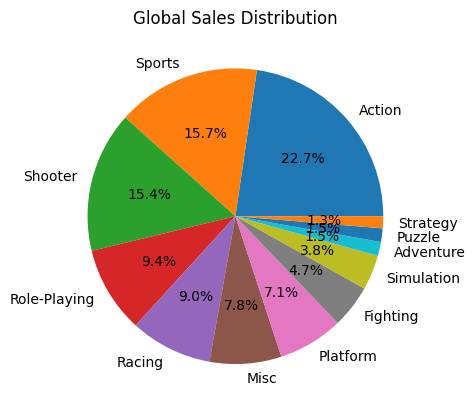 Global Sales Distribution
Sports
Action
15.7%
22.7%
Shooter
15.4%
1.3%
Strategy
1.5%
Puzzle
1.5%
Adventure
3.8%
Simulation
9.4%
4.7%
Role-Playing
9.0%
7.8%
7.1%
Fighting
Racing
Platform
Misc